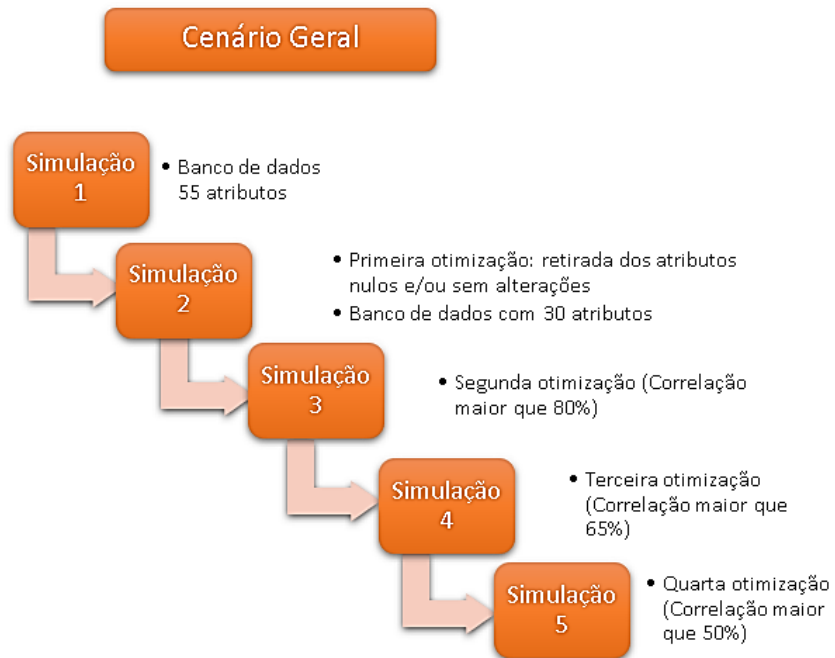 Cenário Geral
Simulação
1
• Banco de dados
55 atributos
Simulação
2
• Primeira otimização: retirada dos atributos
nulos e/ou sem alterações
• Banco de dados com 30 atributos
Simulação
3
• Segunda otimização (Correlação
maior que 80%)
Simulação
4
• Terceira otimização
(Correlação maior que
65%)
Simulação
5
• Quarta otimização
(Correlação maior
que 50%)